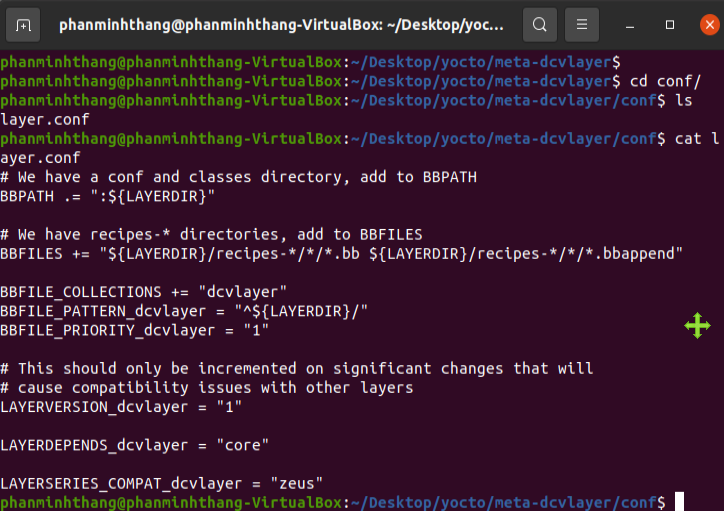 phanminhthang@phanminhthang-VirtualBox: ~/Desktop/yoc...
phanminhthang@phanminhthang-VirtualBox:~/Desktop/yocto/meta-dcvlayer$
phanminhthang@phanminhthang-VirtualBox:~/Desktop/yocto/meta-dcvlayer$ cd conf/
phanminhthang@phanminhthang-VirtualBox:~/Desktop/yocto/meta-dcvlayer/conf$ ls
layer.conf
phanminhthang@phanminhthang-VirtualBox:~/Desktop/yocto/meta-dcvlayer/conf$ cat l
ayer.conf
# We have a conf and classes directory, add to BBPATH
BBPATH .= ":${LAYERDIR}"

# We have recipes-* directories, add to BBFILES
BBFILES += "${LAYERDIR}/recipes-*/*/*.bb ${LAYERDIR}/recipes-*/*/*.bbappend"

BBFILE_COLLECTIONS += "dcvlayer"
BBFILE_PATTERN_dcvlayer = "^${LAYERDIR}/"
BBFILE_PRIORITY_dcvlayer = "1"

# This should only be incremented on significant changes that will
# cause compatibility issues with other layers
LAYERVERSION_dcvlayer = "1"

LAYERDEPENDS_dcvlayer = "core"

LAYERSERIES_COMPAT_dcvlayer = "zeus"
phanminhthang@phanminhthang-VirtualBox:~/Desktop/yocto/meta-dcvlayer/conf$